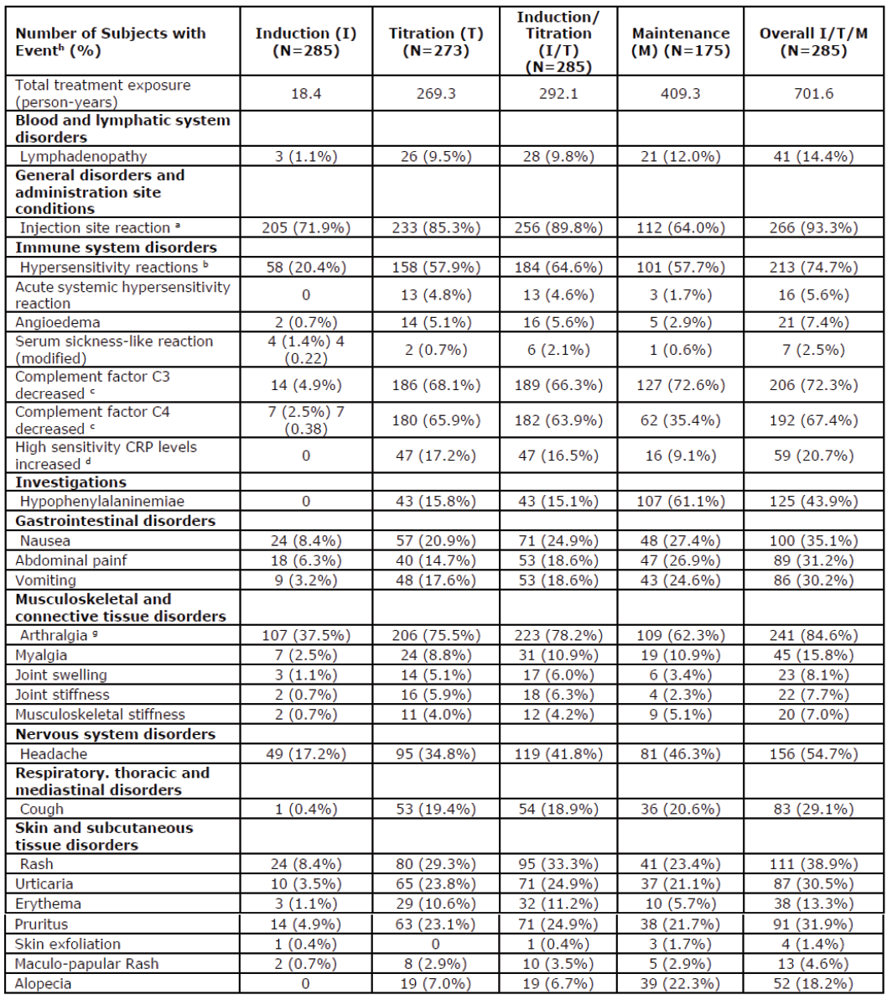 Number of Subjects with Eventʰ (%) Induction (I) (N=285) Titration (T) (N=273) Induction/ Titration (I/T) (N=285) Maintenance (M) (N=175) Overall I/T/M (N=285)
Total treatment exposure (person-years) 18.4 269.3 292.1 409.3 701.6
Blood and lymphatic system disorders
Lymphadenopathy 3 (1.1%) 26 (9.5%) 28 (9.8%) 21 (12.0%) 41 (14.4%)
General disorders and administration site conditions
Injection site reaction ᵃ 205 (71.9%) 233 (85.3%) 256 (89.8%) 112 (64.0%) 266 (93.3%)
Immune system disorders
Hypersensitivity reactions ᵇ 58 (20.4%) 158 (57.9%) 184 (64.6%) 101 (57.7%) 213 (74.7%)
Acute systemic hypersensitivity reaction 0 13 (4.8%) 13 (4.6%) 3 (1.7%) 16 (5.6%)
Angioedema 2 (0.7%) 14 (5.1%) 16 (5.6%) 5 (2.9%) 21 (7.4%)
Serum sickness-like reaction (modified) 4 (1.4%) 4 (0.22) 2 (0.7%) 6 (2.1%) 1 (0.6%) 7 (2.5%)
Complement factor C3 decreased ᶜ 14 (4.9%) 186 (68.1%) 189 (66.3%) 127 (72.6%) 206 (72.3%)
Complement factor C4 decreased ᶜ 7 (2.5%) 7 (0.38) 180 (65.9%) 182 (63.9%) 62 (35.4%) 192 (67.4%)
High sensitivity CRP levels increased ᵈ 0 47 (17.2%) 47 (16.5%) 16 (9.1%) 59 (20.7%)
Investigations
Hypophenylalaninemiae 0 43 (15.8%) 43 (15.1%) 107 (61.1%) 125 (43.9%)
Gastrointestinal disorders
Nausea 24 (8.4%) 57 (20.9%) 71 (24.9%) 48 (27.4%) 100 (35.1%)
Abdominal painf 18 (6.3%) 40 (14.7%) 53 (18.6%) 47 (26.9%) 89 (31.2%)
Vomiting 9 (3.2%) 48 (17.6%) 53 (18.6%) 43 (24.6%) 86 (30.2%)
Musculoskeletal and connective tissue disorders
Arthralgia ᵍ 107 (37.5%) 206 (75.5%) 223 (78.2%) 109 (62.3%) 241 (84.6%)
Myalgia 7 (2.5%) 24 (8.8%) 31 (10.9%) 19 (10.9%) 45 (15.8%)
Joint swelling 3 (1.1%) 14 (5.1%) 17 (6.0%) 6 (3.4%) 23 (8.1%)
Joint stiffness 2 (0.7%) 16 (5.9%) 18 (6.3%) 4 (2.3%) 22 (7.7%)
Musculoskeletal stiffness 2 (0.7%) 11 (4.0%) 12 (4.2%) 9 (5.1%) 20 (7.0%)
Nervous system disorders
Headache 49 (17.2%) 95 (34.8%) 119 (41.8%) 81 (46.3%) 156 (54.7%)
Respiratory. thoracic and mediastinal disorders
Cough 1 (0.4%) 53 (19.4%) 54 (18.9%) 36 (20.6%) 83 (29.1%)
Skin and subcutaneous tissue disorders
Rash 24 (8.4%) 80 (29.3%) 95 (33.3%) 41 (23.4%) 111 (38.9%)
Urticaria 10 (3.5%) 65 (23.8%) 71 (24.9%) 37 (21.1%) 87 (30.5%)
Erythema 3 (1.1%) 29 (10.6%) 32 (11.2%) 10 (5.7%) 38 (13.3%)
Pruritus 14 (4.9%) 63 (23.1%) 71 (24.9%) 38 (21.7%) 91 (31.9%)
Skin exfoliation 1 (0.4%) 0 1 (0.4%) 3 (1.7%) 4 (1.4%)
Maculo-papular Rash 2 (0.7%) 8 (2.9%) 10 (3.5%) 5 (2.9%) 13 (4.6%)
Alopecia 0 19 (7.0%) 19 (6.7%) 39 (22.3%) 52 (18.2%)